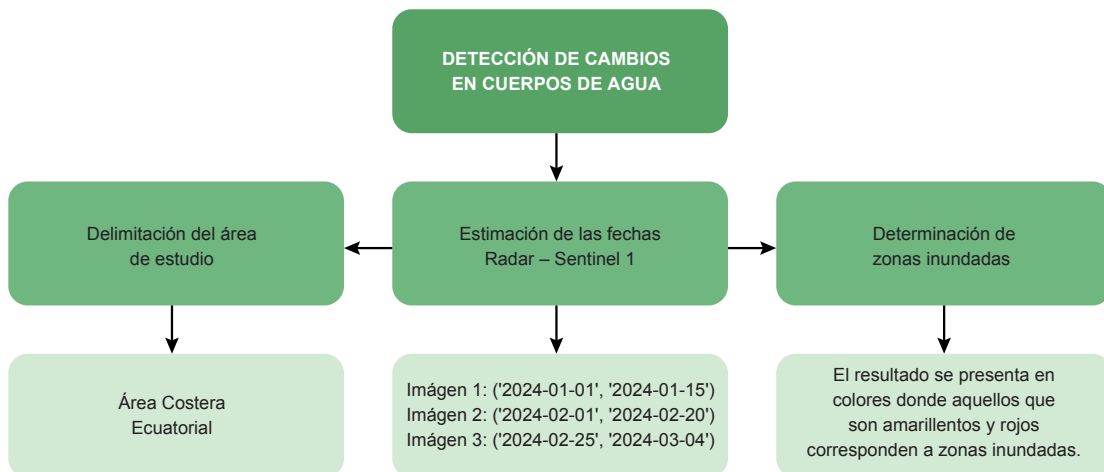 DETECCIÓN DE CAMBIOS
EN CUERPOS DE AGUA
Delimitación del área
de estudio
Estimación de las fechas
Radar – Sentinel 1
Determinación de
zonas inundadas
Área Costera
Ecuatorial
Imágen 1: ('2024-01-01', '2024-01-15')
Imágen 2: ('2024-02-01', '2024-02-20')
Imágen 3: ('2024-02-25', '2024-03-04')
El resultado se presenta en
colores donde aquellos que
son amarillentos y rojos
corresponden a zonas inundadas.